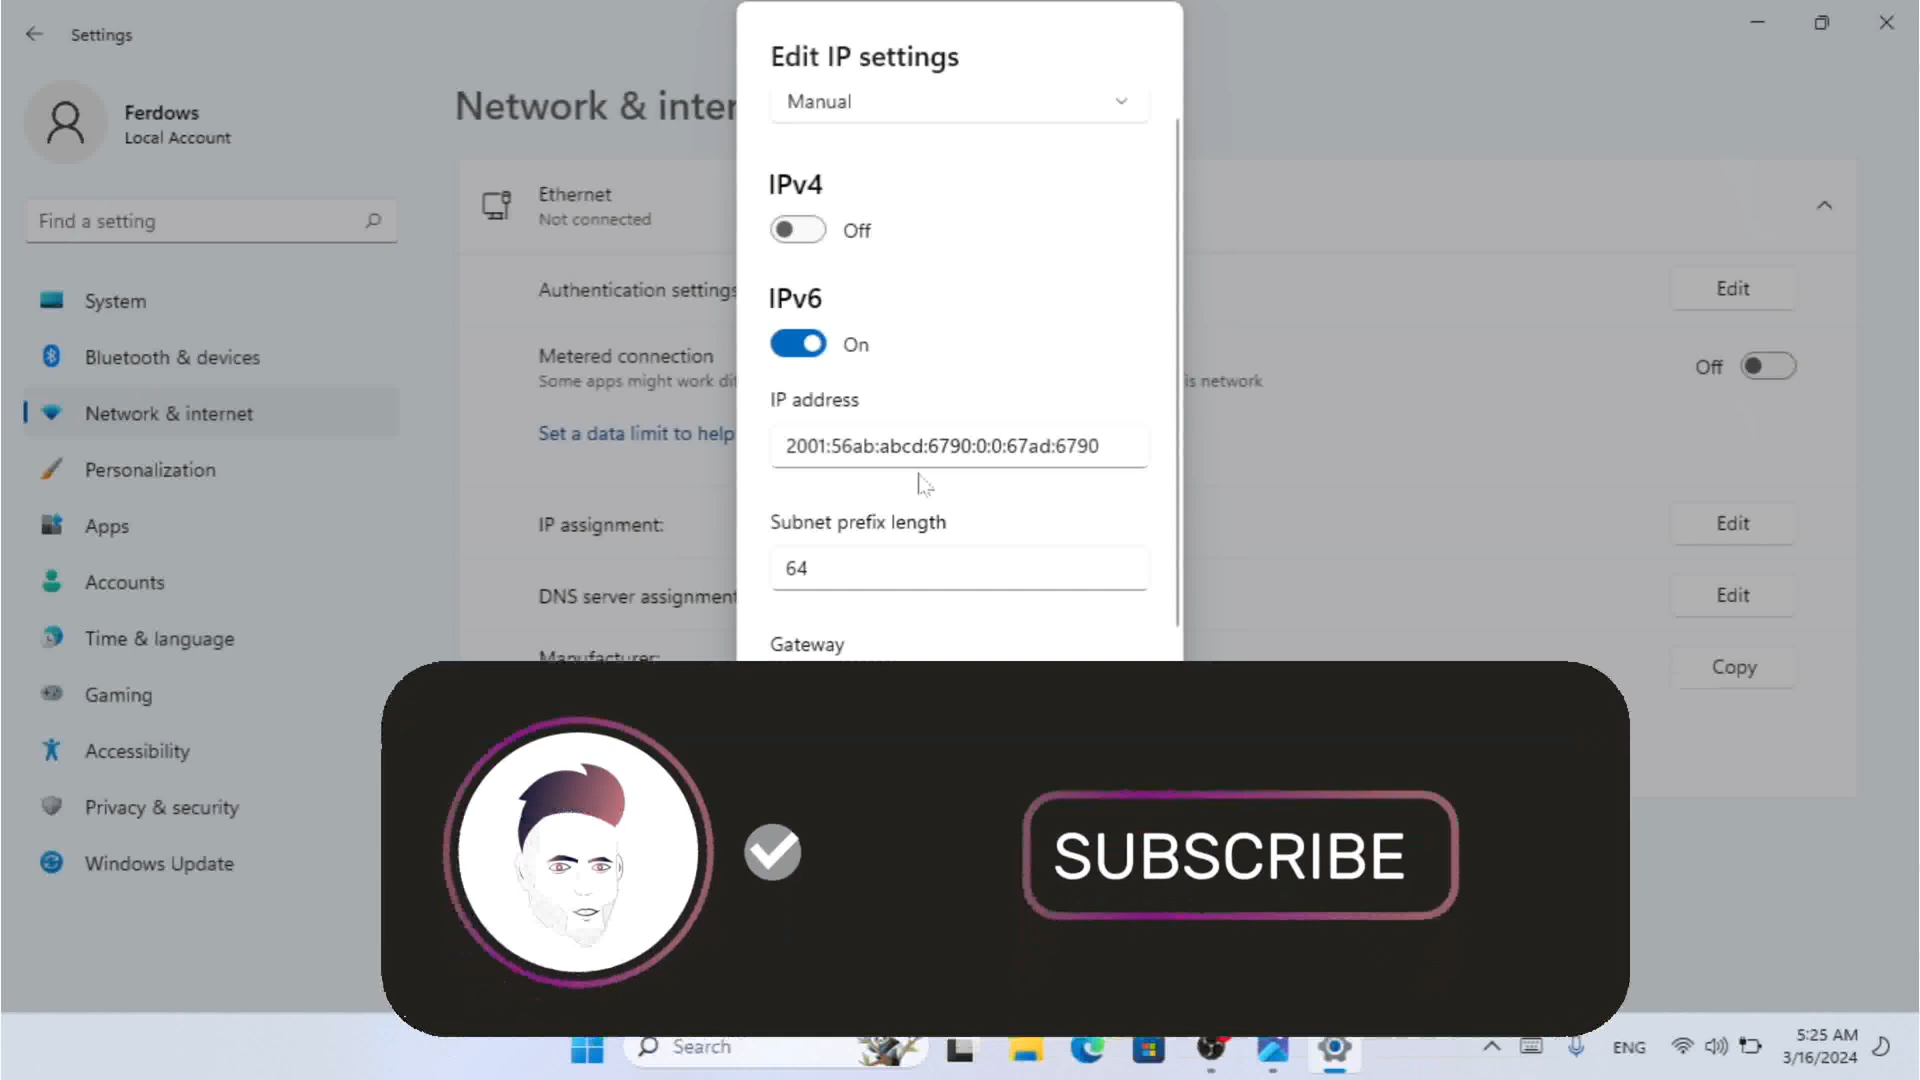 Settings
Ferdows
Local Account
Find a setting
System
Bluetooth & devices
Network & internet
Personalization
Apps
Accounts
Time & language
Gaming
Accessibility
Privacy & security
Windows Update
Network & inter
Ethernet
Not connected
Authentication settings
Edit
Metered connection
Some apps might work dif
is network
Off
Set a data limit to help
IP assignment:
Edit
DNS server assignment
Edit
Manufacturer:
Copy
Edit IP settings
Manual
IPv4
Off
IPv6
On
IP address
2001:56ab:abcd:6790:0:0:67ad:6790
Subnet prefix length
64
Gateway
SUBSCRIBE
Search
ENG
5:25 AM
3/16/2024